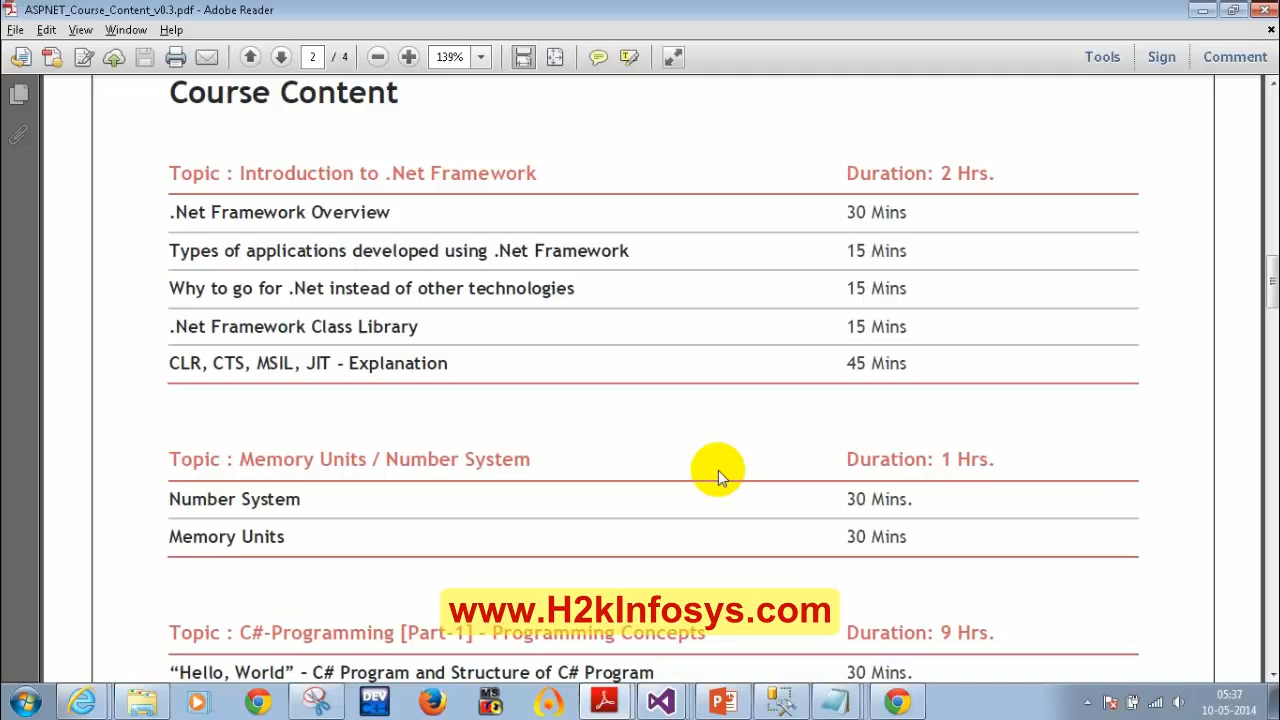 ASPNET_Course_Content_v0.3.pdf - Adobe Reader
File Edit View Window Help
2 / 4 139% Tools Sign Comment
Course Content
Topic : Introduction to .Net Framework Duration: 2 Hrs.
.Net Framework Overview 30 Mins
Types of applications developed using .Net Framework 15 Mins
Why to go for .Net instead of other technologies 15 Mins
.Net Framework Class Library 15 Mins
CLR, CTS, MSIL, JIT - Explanation 45 Mins
Topic : Memory Units / Number System Duration: 1 Hrs.
Number System 30 Mins.
Memory Units 30 Mins
www.H2kInfosys.com
Topic : C#-Programming [Part-1] - Programming Concepts Duration: 9 Hrs.
“Hello, World” - C# Program and Structure of C# Program 30 Mins.
DEV
MS
05:37
10-05-2014